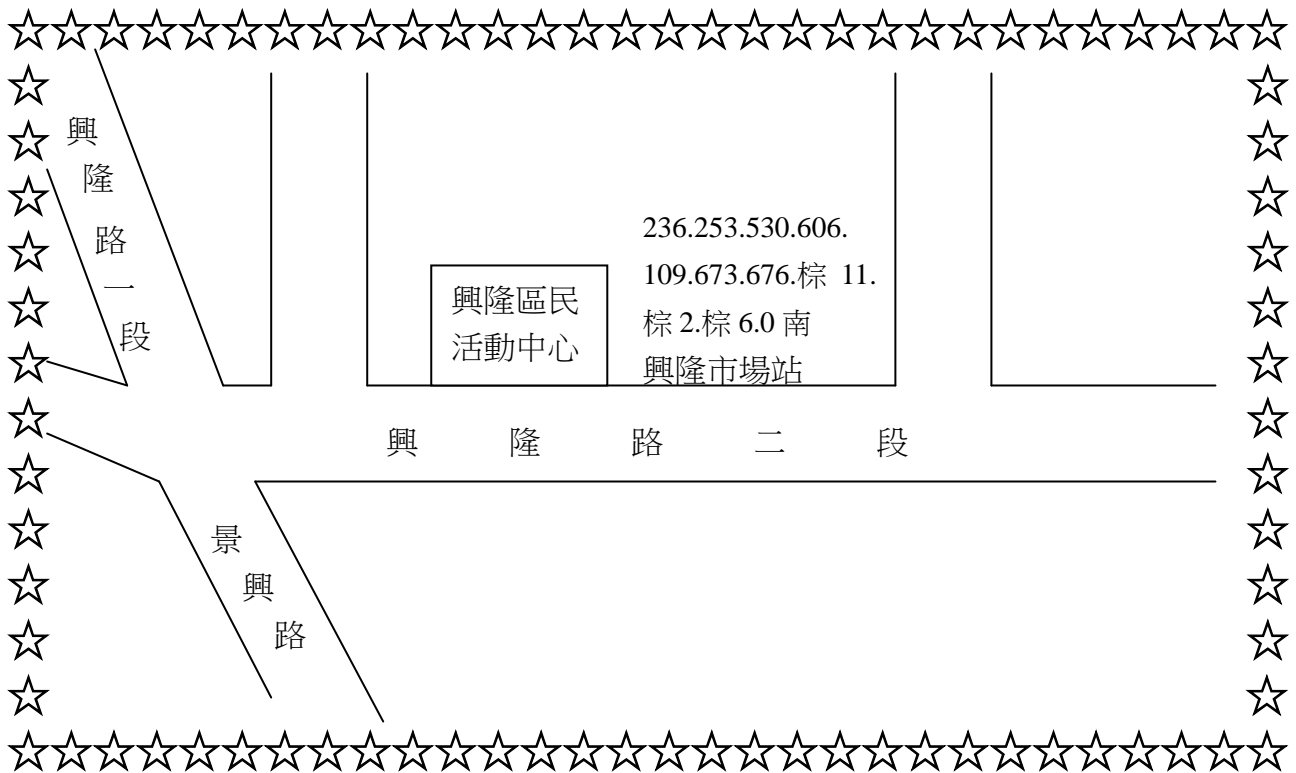 興隆路一段
236.253.530.606.
109.673.676.棕 11.
棕 2.棕 6.0 南
興隆市場站
興隆區民
活動中心
興隆路二段
景興路